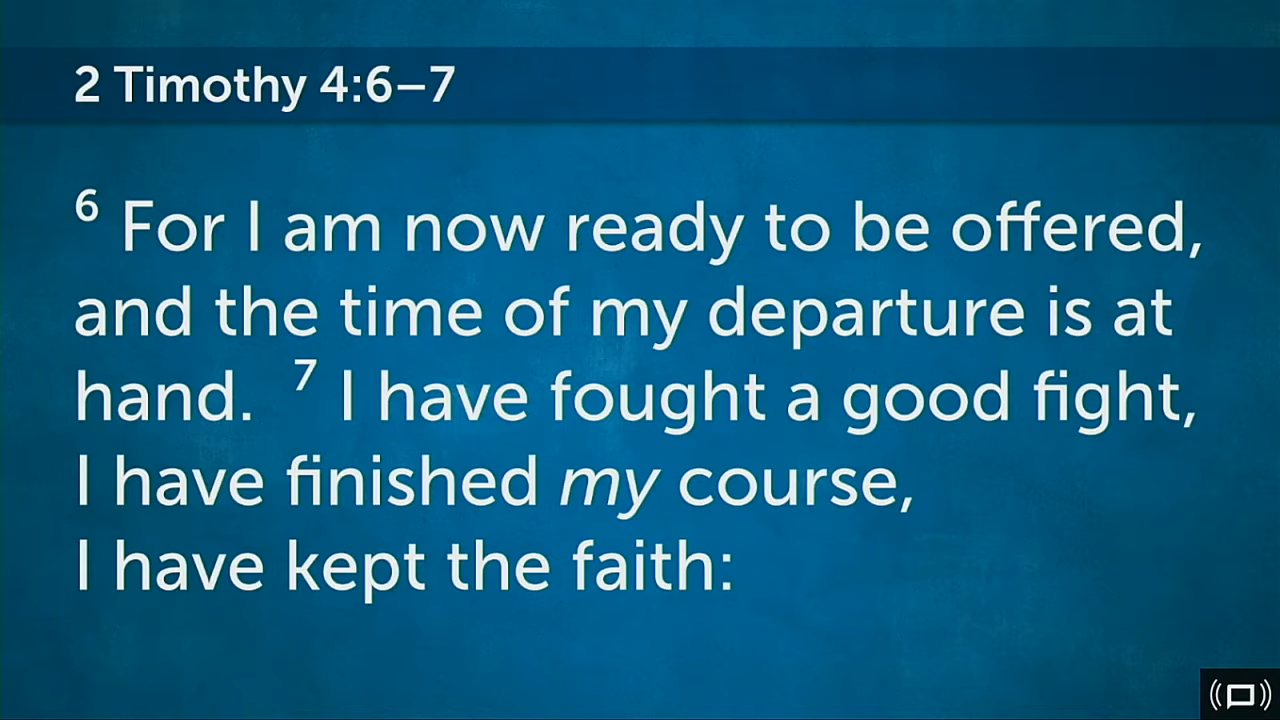 2 Timothy 4:6–7
6 For I am now ready to be offered,
and the time of my departure is at
hand. 7 I have fought a good fight,
I have finished my course,
I have kept the faith: